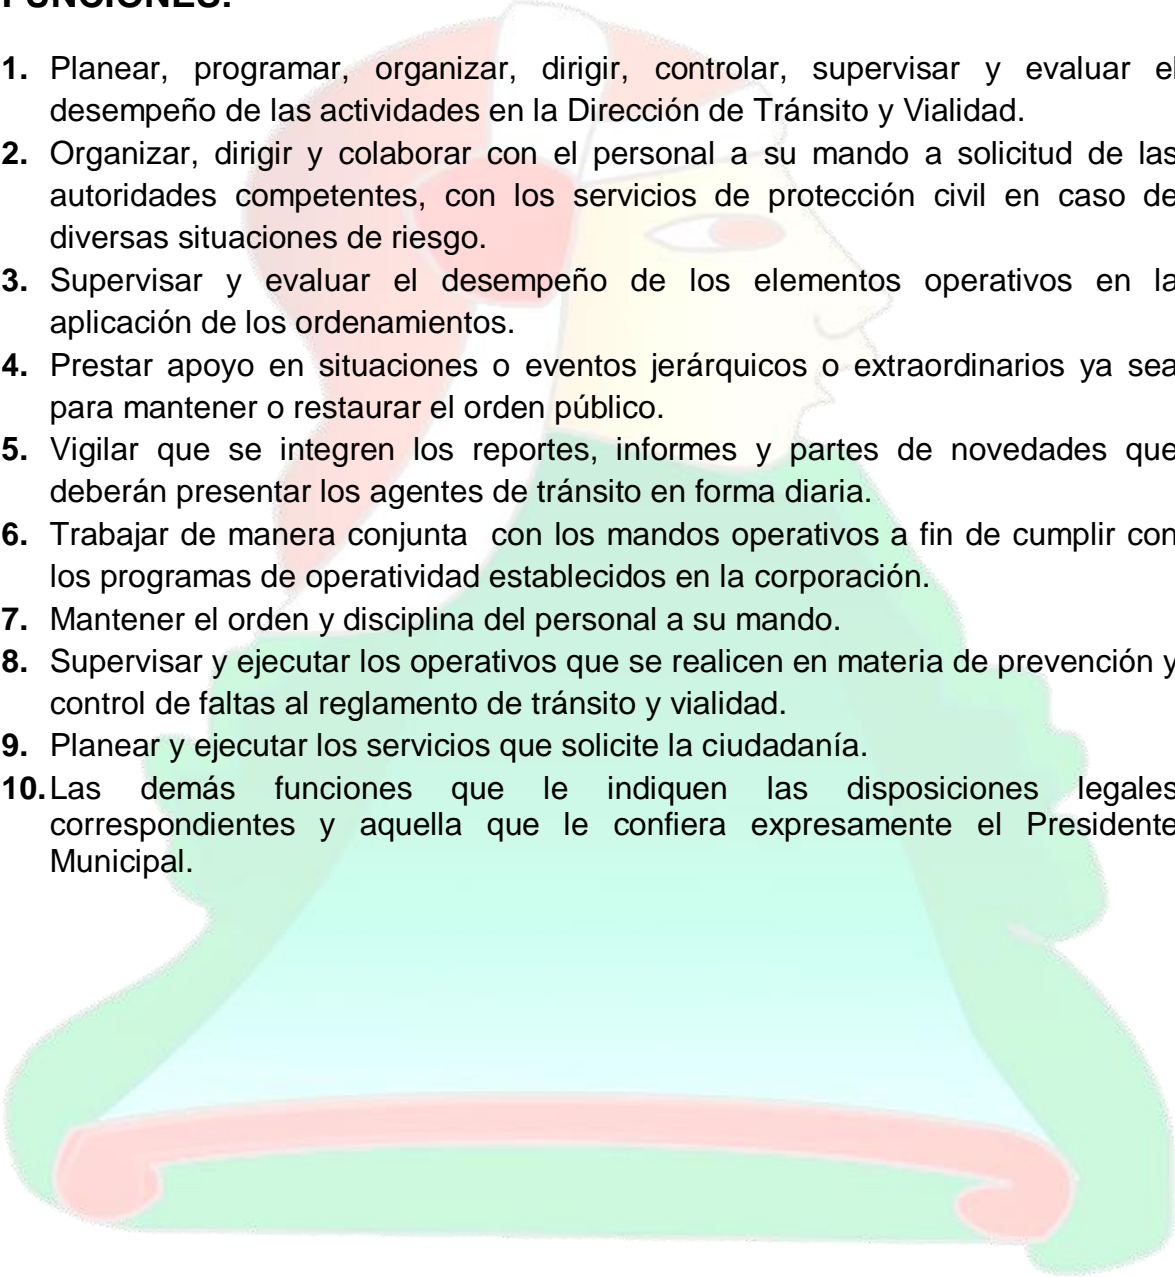 FUNCIONES:
1. Planear, programar, organizar, dirigir, controlar, supervisar y evaluar el
desempeño de las actividades en la Dirección de Tránsito y Vialidad.
2. Organizar, dirigir y colaborar con el personal a su mando a solicitud de las
autoridades competentes, con los servicios de protección civil en caso de
diversas situaciones de riesgo.
3. Supervisar y evaluar el desempeño de los elementos operativos en la
aplicación de los ordenamientos.
4. Prestar apoyo en situaciones o eventos jerárquicos o extraordinarios ya sea
para mantener o restaurar el orden público.
5. Vigilar que se integren los reportes, informes y partes de novedades que
deberán presentar los agentes de tránsito en forma diaria.
6. Trabajar de manera conjunta con los mandos operativos a fin de cumplir con
los programas de operatividad establecidos en la corporación.
7. Mantener el orden y disciplina del personal a su mando.
8. Supervisar y ejecutar los operativos que se realicen en materia de prevención y
control de faltas al reglamento de tránsito y vialidad.
9. Planear y ejecutar los servicios que solicite la ciudadanía.
10. Las demás funciones que le indiquen las disposiciones legales
correspondientes y aquella que le confiera expresamente el Presidente
Municipal.